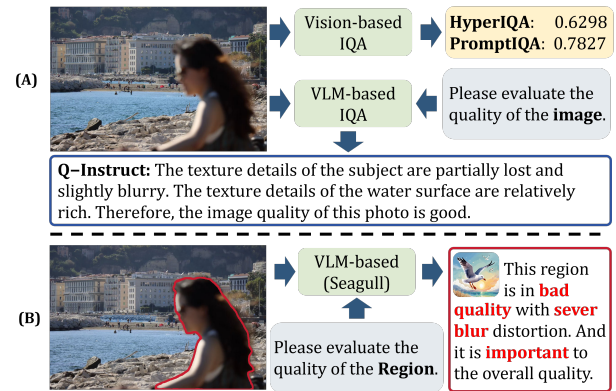 (A)
Vision-based
IQA
HyperIQA: 0.6298
PromptIQA: 0.7827
VLM-based
IQA
Please evaluate the
quality of the image.
Q−Instruct: The texture details of the subject are partially lost and
slightly blurry. The texture details of the water surface are relatively
rich. Therefore, the image quality of this photo is good.
(B)
VLM-based
(Seagull)
Please evaluate the
quality of the Region.
This region
is in bad
quality with sever
blur distortion. And
it is important to
the overall quality.